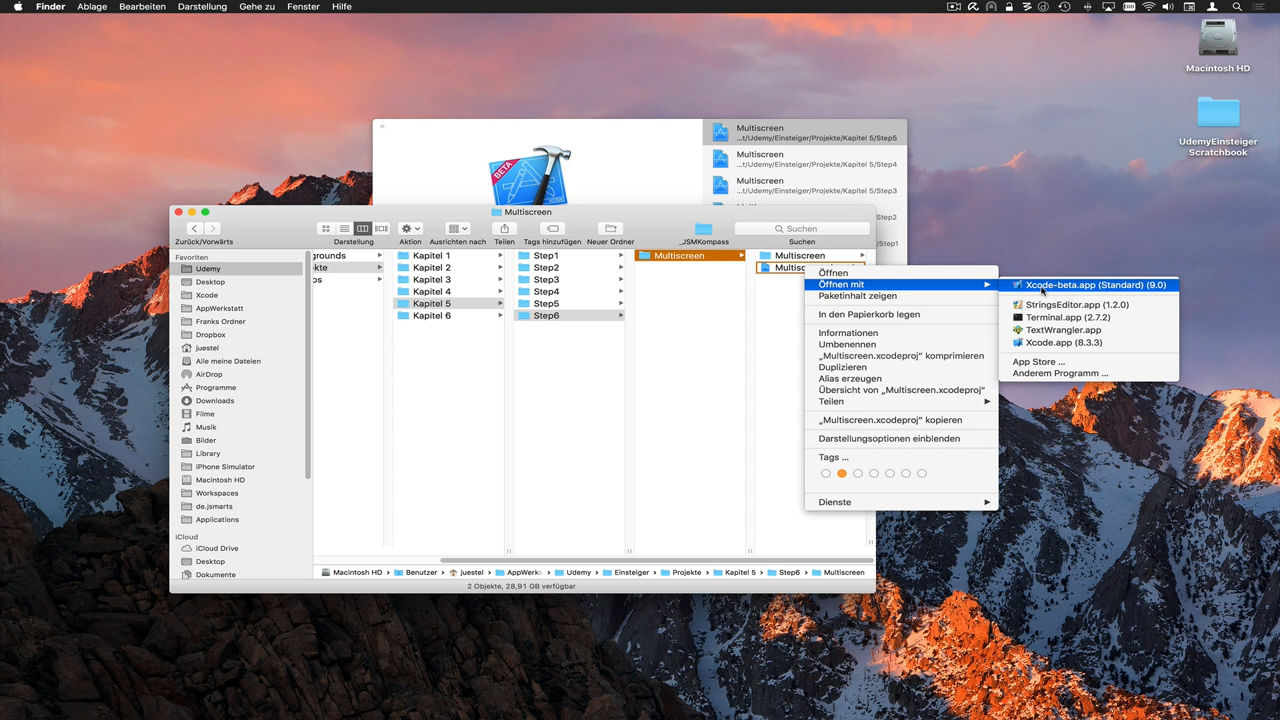 Finder Ablage Bearbeiten Darstellung Gehe zu Fenster Hilfe
Macintosh HD
UdemyEinsteiger
Scratchbook
BETA
Multiscreen
...t/Udemy/Einsteiger/Projekte/Kapitel 5/Step5
Multiscreen
...t/Udemy/Einsteiger/Projekte/Kapitel 5/Step4
Multiscreen
...t/Udemy/Einsteiger/Projekte/Kapitel 5/Step3
Step2
Step1
Multiscreen
Suchen
Zurück/Vorwärts Darstellung Aktion Ausrichten nach Teilen Tags hinzufügen Neuer Ordner _JSMKompass Suchen
Favoriten
Udemy
Desktop
Xcode
AppWerkstatt
Franks Ordner
Dropbox
juestel
Alle meine Dateien
AirDrop
Programme
Downloads
Filme
Musik
Bilder
Library
iPhone Simulator
Macintosh HD
Workspaces
de.jsmarts
Applications
iCloud
iCloud Drive
Desktop
Dokumente
grounds
kte
os
Kapitel 1
Kapitel 2
Kapitel 3
Kapitel 4
Kapitel 5
Kapitel 6
Step1
Step2
Step3
Step4
Step5
Step6
Multiscreen
Multiscreen
Multisc
Öffnen
Öffnen mit
Paketinhalt zeigen
In den Papierkorb legen
Informationen
Umbenennen
„Multiscreen.xcodeproj“ komprimieren
Duplizieren
Alias erzeugen
Übersicht von „Multiscreen.xcodeproj“
Teilen
„Multiscreen.xcodeproj“ kopieren
Darstellungsoptionen einblenden
Tags ...
Dienste
Xcode-beta.app (Standard) (9.0)
StringsEditor.app (1.2.0)
Terminal.app (2.7.2)
TextWrangler.app
Xcode.app (8.3.3)
App Store ...
Anderem Programm ...
Macintosh HD › Benutzer › juestel › AppWerks › Udemy › Einsteiger › Projekte › Kapitel 5 › Step6 › Multiscreen
2 Objekte, 28,91 GB verfügbar